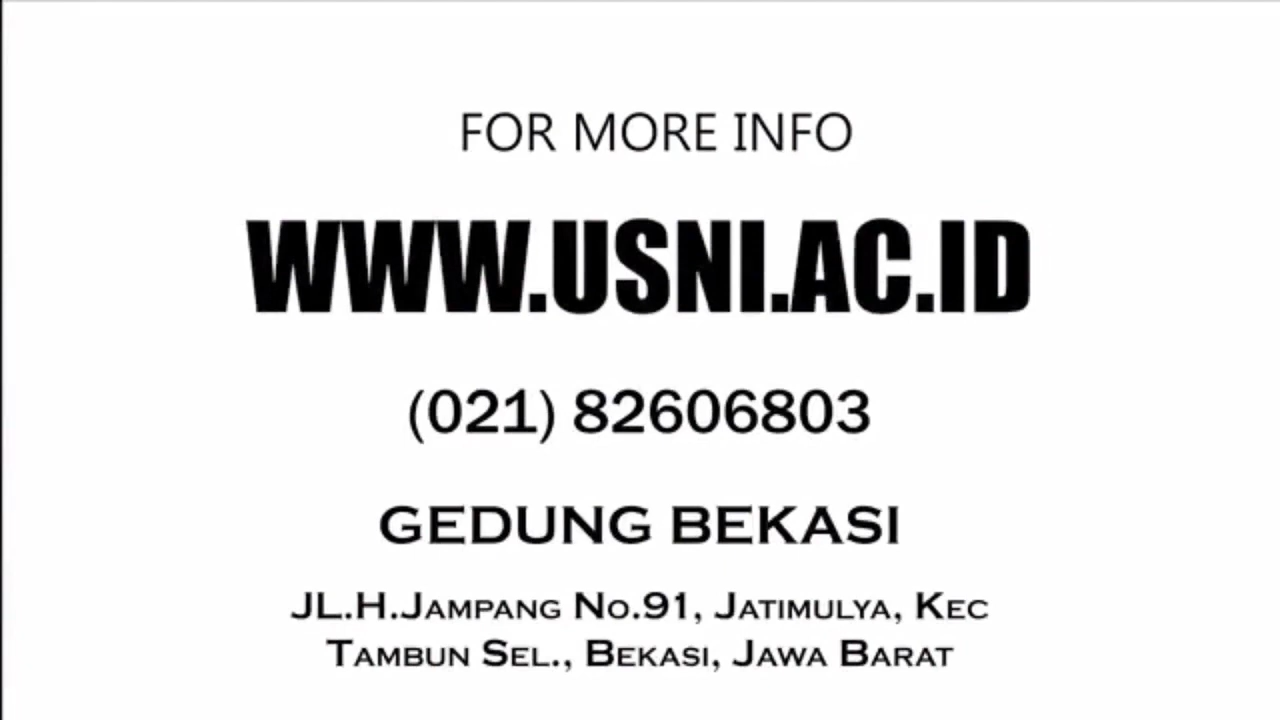 FOR MORE INFO
WWW.USNI.AC.ID
(021) 82606803
GEDUNG BEKASI
JL.H.JAMPANG NO.91, JATIMULYA, KEC
TAMBUN SEL., BEKASI, JAWA BARAT